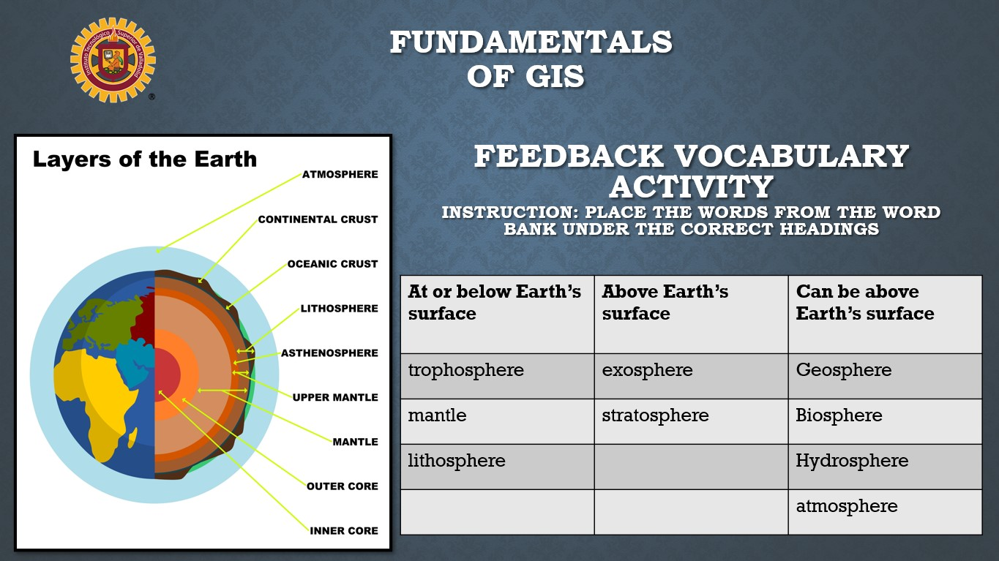 Instituto Tecnológico Superior de Valladolid
®
FUNDAMENTALS
OF GIS
Layers of the Earth
ATMOSPHERE
CONTINENTAL CRUST
OCEANIC CRUST
LITHOSPHERE
ASTHENOSPHERE
UPPER MANTLE
MANTLE
OUTER CORE
INNER CORE
FEEDBACK VOCABULARY
ACTIVITY
INSTRUCTION: PLACE THE WORDS FROM THE WORD
BANK UNDER THE CORRECT HEADINGS
At or below Earth’s
surface
Above Earth’s
surface
Can be above
Earth’s surface
trophosphere
exosphere
Geosphere
mantle
stratosphere
Biosphere
lithosphere
Hydrosphere
atmosphere